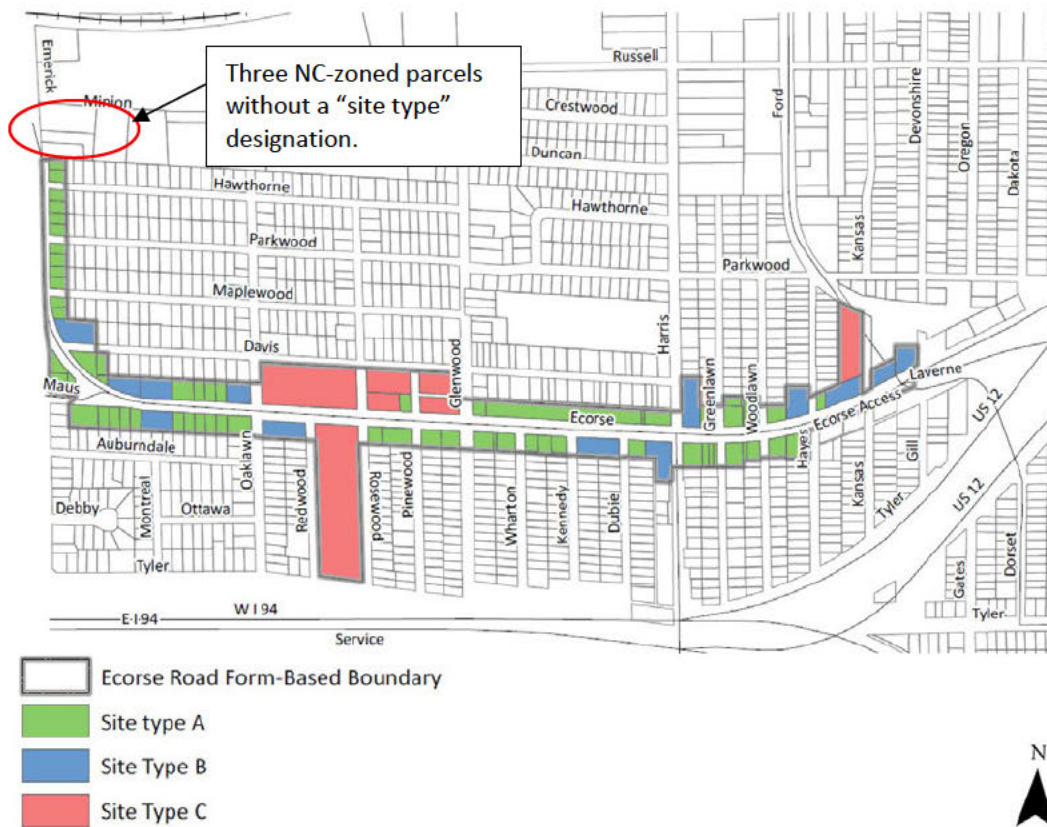 Emerick
Minion
Three NC-zoned parcels
without a “site type”
designation.
Russell
Ford
Crestwood
Duncan
Devonshire
Oregon
Dakota
Hawthorne
Hawthorne
Kansas
Parkwood
Parkwood
Maplewood
Harris
Davis
Glenwood
Maus
Greenlawn
Woodlawn
Laverne
Ecorse
Ecorse Access
US 12
Auburndale
Oaklawn
Hayes
Kansas
Gill
Redwood
Rosewood
Pinewood
Wharton
Kennedy
Dubie
Debby
Montreal
Ottawa
Tyler
US 12
Tyler
Gates
Dorset
Tyler
W I 94
E I 94
Service
Ecorse Road Form-Based Boundary
Site type A
Site Type B
Site Type C
N